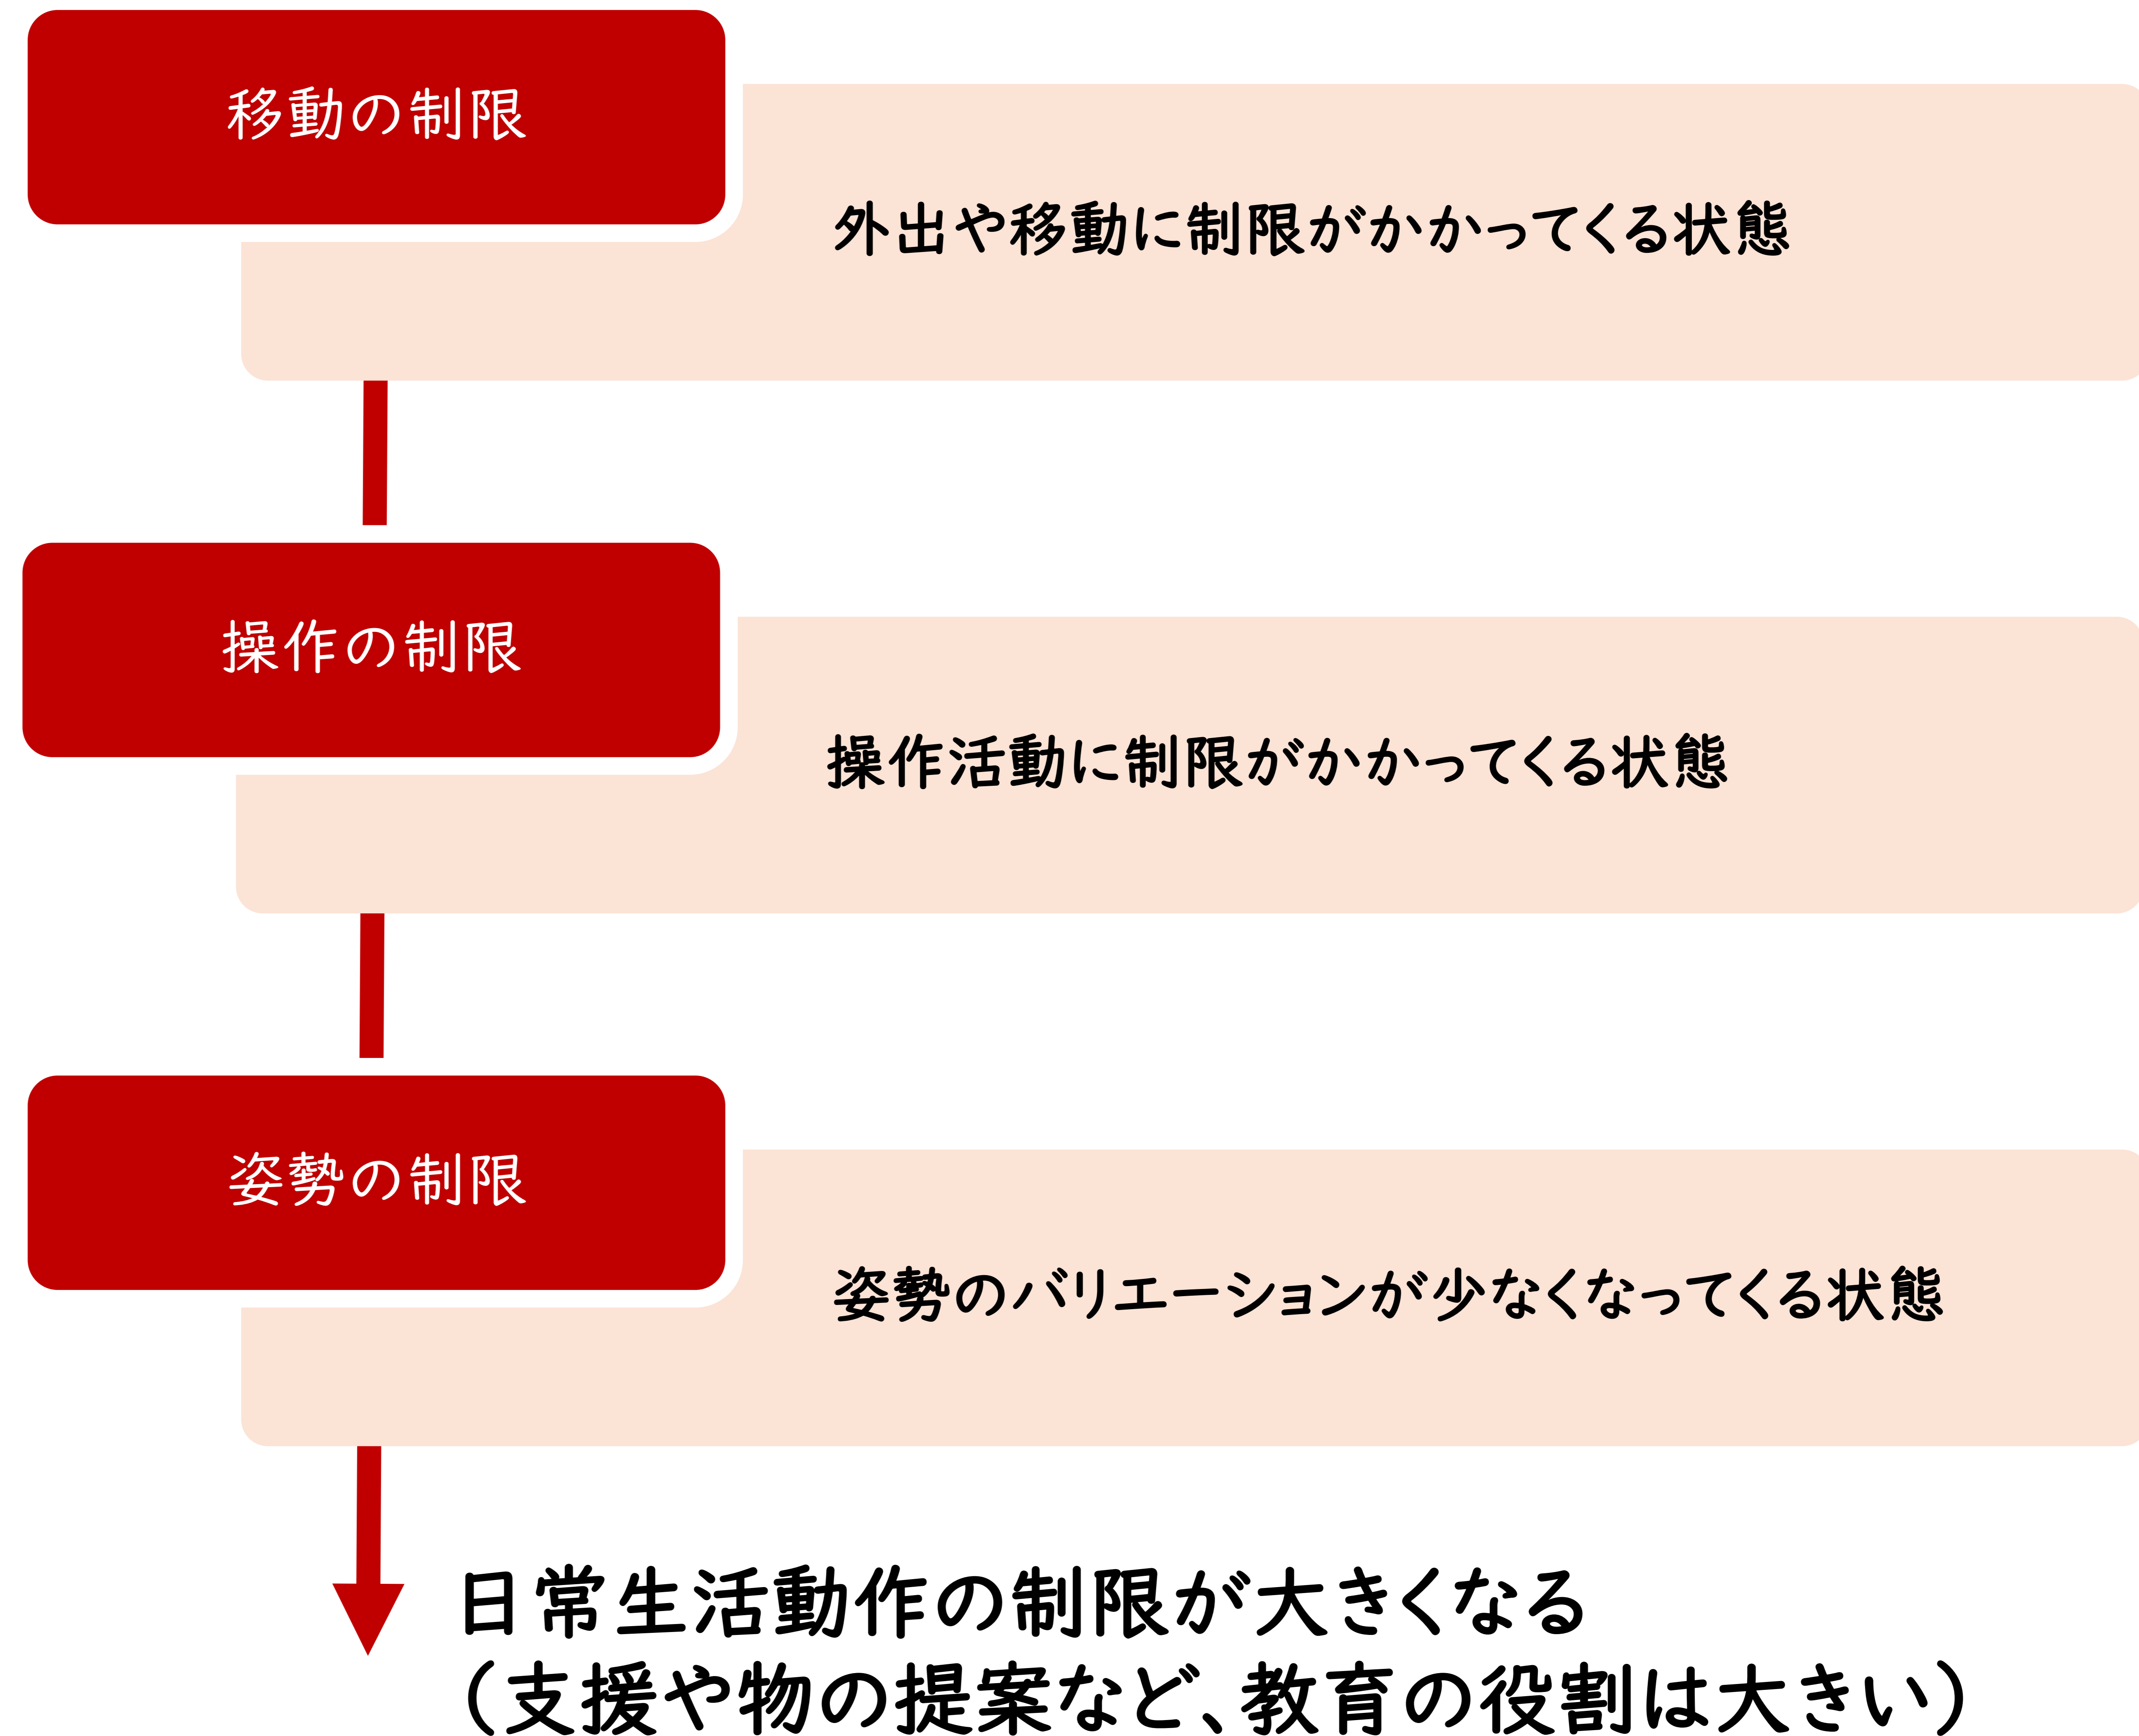 移動の制限
外出や移動に制限がかかってくる状態
操作の制限
操作活動に制限がかかってくる状態
姿勢の制限
姿勢のバリエーションが少なくなってくる状態
日常生活動作の制限が大きくなる
（支援や物の提案など、教育の役割は大きい）